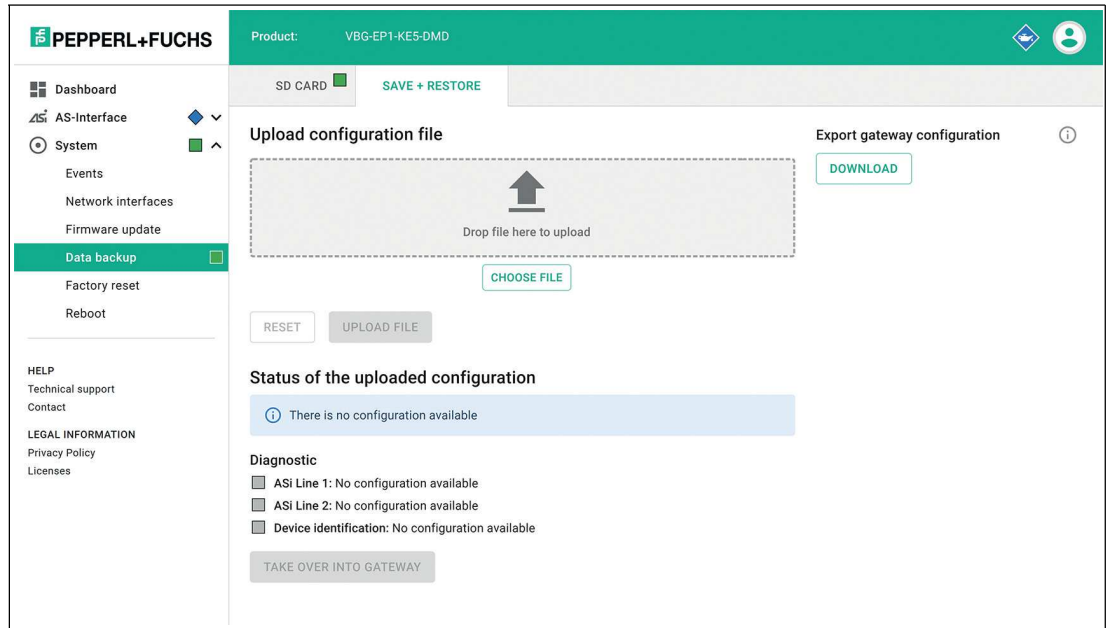 PEPPERL+FUCHS
Product: VBG-EP1-KE5-DMD
Dashboard
AS-Interface
System
Events
Network interfaces
Firmware update
Data backup
Factory reset
Reboot
HELP
Technical support
Contact
LEGAL INFORMATION
Privacy Policy
Licenses
SD CARD
SAVE + RESTORE
Upload configuration file
Drop file here to upload
CHOOSE FILE
RESET
UPLOAD FILE
Status of the uploaded configuration
There is no configuration available
Diagnostic
ASi Line 1: No configuration available
ASi Line 2: No configuration available
Device identification: No configuration available
TAKE OVER INTO GATEWAY
Export gateway configuration
DOWNLOAD